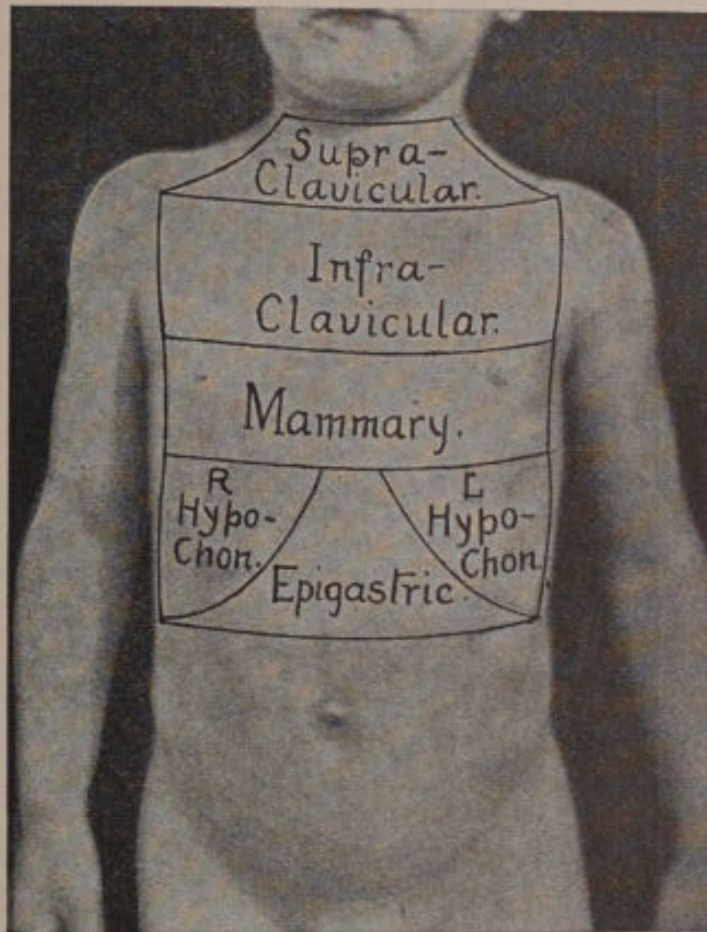 Supra-
Clavicular.
Infra-
Clavicular.
Mammary.
R
Hypo-
Chon.
L
Hypo-
Chon.
Epigastric.